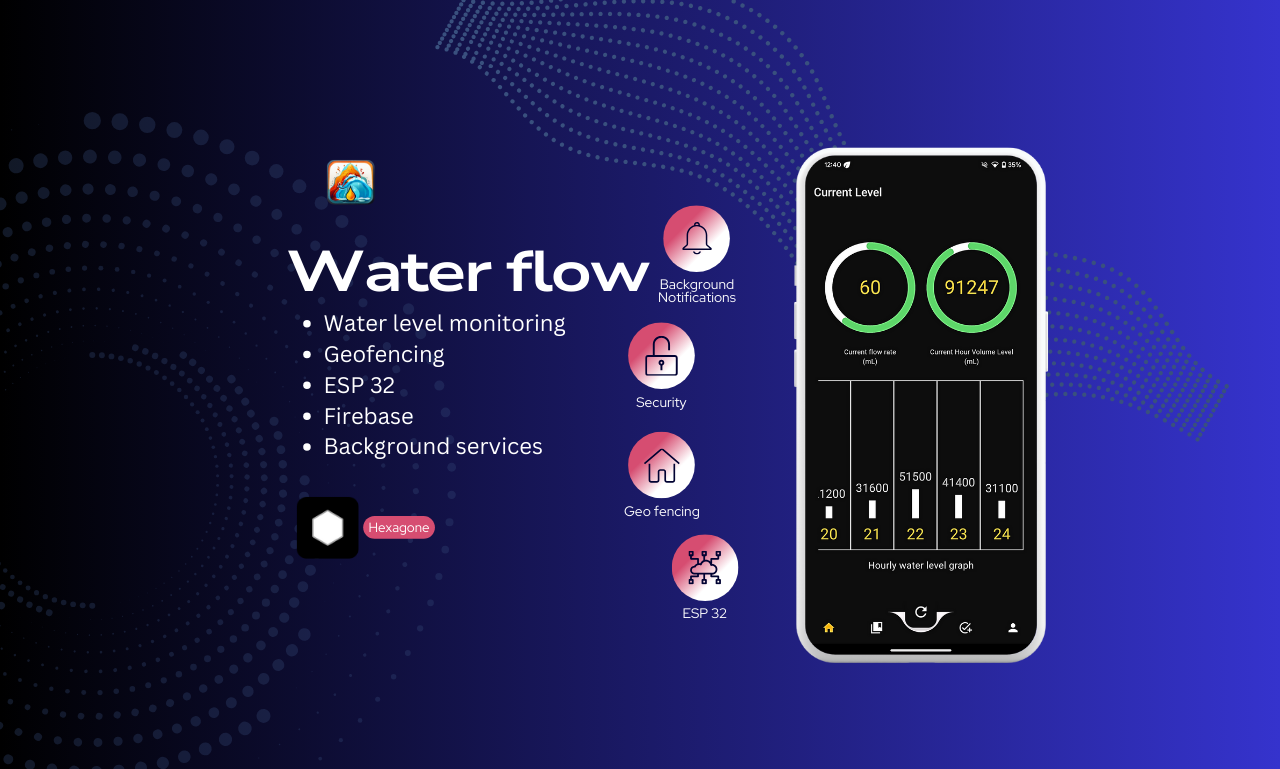 Water flow
Water level monitoring
Geofencing
ESP 32
Firebase
Background services
Hexagone
Background
Notifications
Security
Geo fencing
ESP 32
12:40
35%
Current Level
60
91247
Current flow rate
(mL)
Current Hour Volume Level
(mL)
.1200 31600 51500 41400 31100
20 21 22 23 24
Hourly water level graph